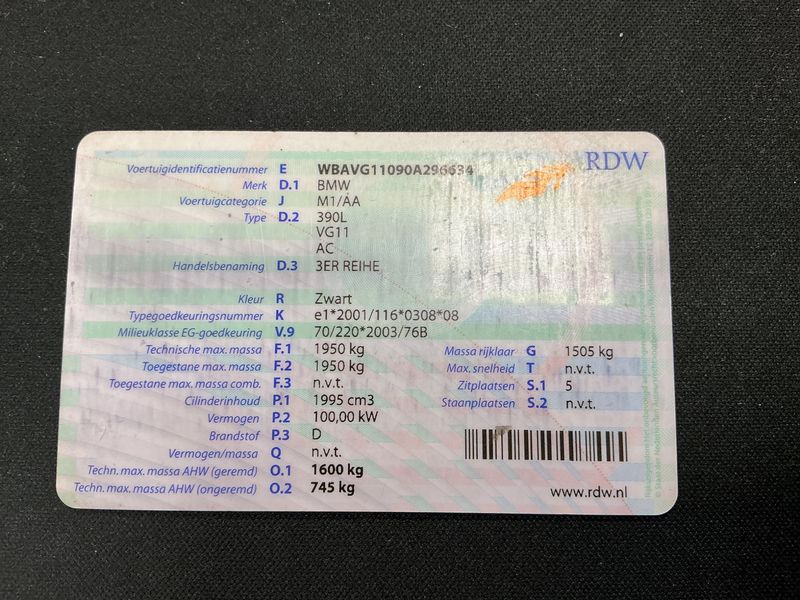 RDW
Voertuigidentificatienummer E WBAVG11090A296634
Merk D.1 BMW
Voertuigcategorie J M1/AA
Type D.2 390L
VG11
AC
Handelsbenaming D.3 3ER REIHE
Kleur R Zwart
Typegoedkeuringsnummer K e1*2001/116*0308*08
Milieuklasse EG-goedkeuring V.9 70/220*2003/76B
Technische max. massa F.1 1950 kg Massa rijklaar G 1505 kg
Toegestane max. massa F.2 1950 kg Max. snelheid T n.v.t.
Toegestane max. massa comb. F.3 n.v.t. Zitplaatsen S.1 5
Cilinderinhoud P.1 1995 cm3 Staanplaatsen S.2 n.v.t.
Vermogen P.2 100,00 kW
Brandstof P.3 D
Vermogen/massa Q n.v.t.
Techn. max. massa AHW (geremd) O.1 1600 kg
Techn. max. massa AHW (ongeremd) O.2 745 kg
www.rdw.nl